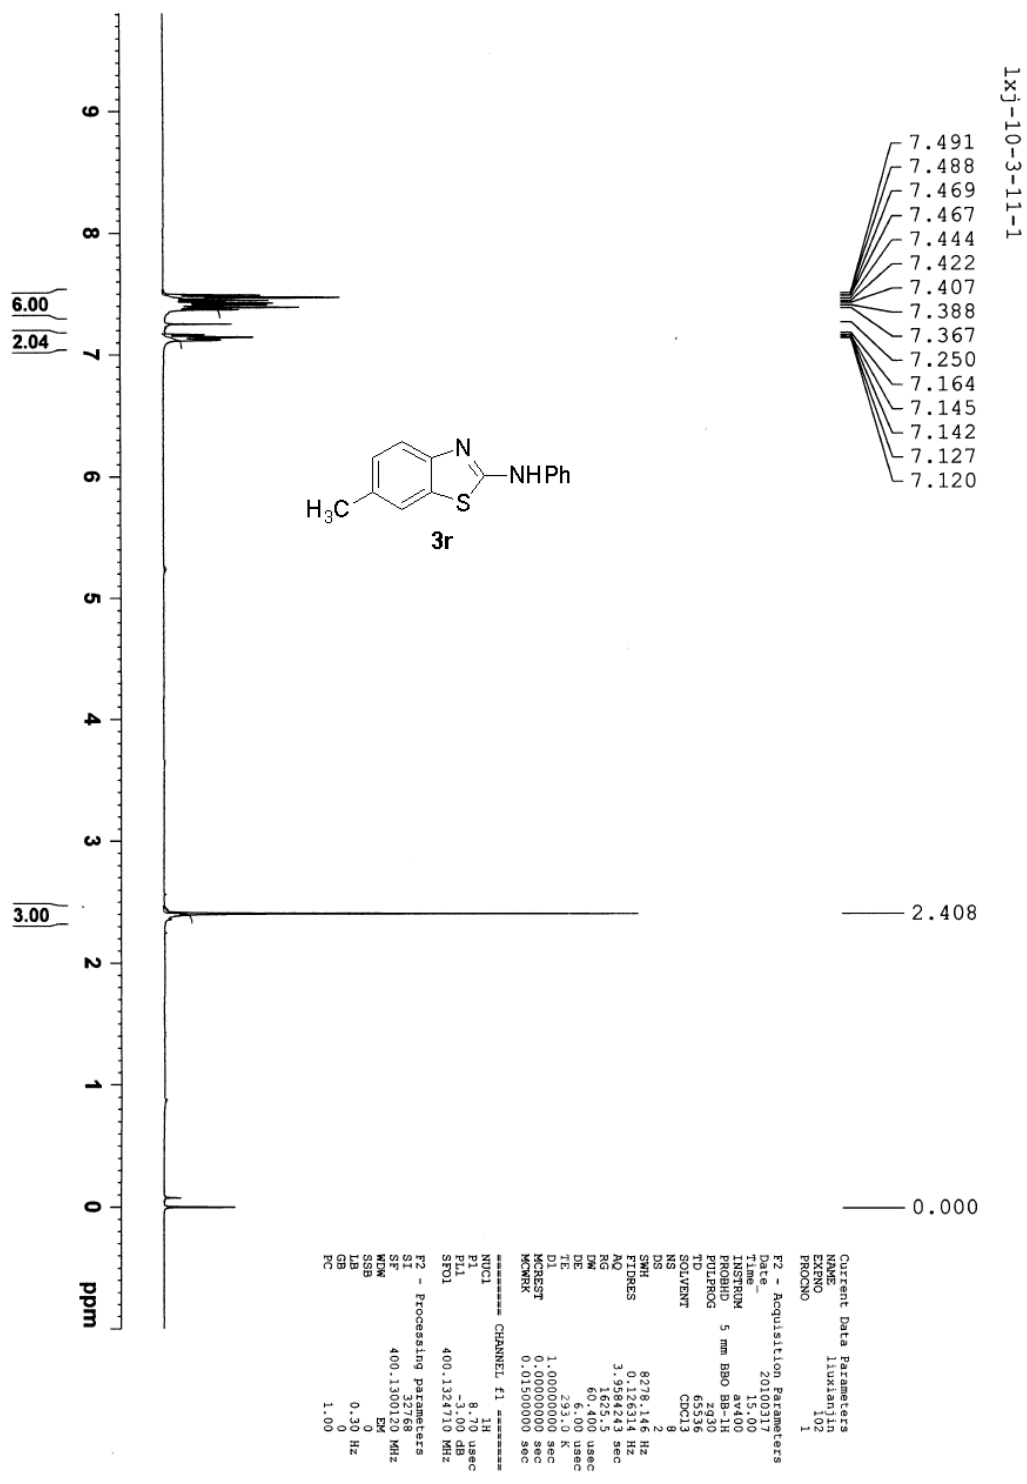 lxj-10-3-11-1
7.491
7.488
7.469
7.467
7.444
7.422
7.407
7.388
7.367
7.250
7.164
7.145
7.142
7.127
7.120
2.408
0.000
9
8
7
6
5
4
3
2
1
0
ppm
6.00
2.04
3.00
N
NHPh
S
H3C
3r
Current Data Parameters
NAME liuxianjin
EXPNO 102
PROCNO 1
F2 - Acquisition Parameters
Date_ 20100317
Time 15.00
INSTRUM av400
PROBHD 5 mm BBO BB-1H
PULPROG zg30
TD 65536
SOLVENT CDCl3
NS 8
DS 2
SWH 8278.146 Hz
FIDRES 0.126314 Hz
AQ 3.9584243 sec
RG 1625.5
DW 60.400 usec
DE 6.00 usec
TE 293.0 K
D1 1.00000000 sec
MCREST 0.00000000 sec
MCWRK 0.01500000 sec
======== CHANNEL f1 ========
NUC1 1H
P1 8.70 usec
PL1 -3.00 dB
SFO1 400.1324710 MHz
F2 - Processing parameters
SI 32768
SF 400.1300120 MHz
WDW EM
SSB 0
LB 0.30 Hz
GB 0
PC 1.00